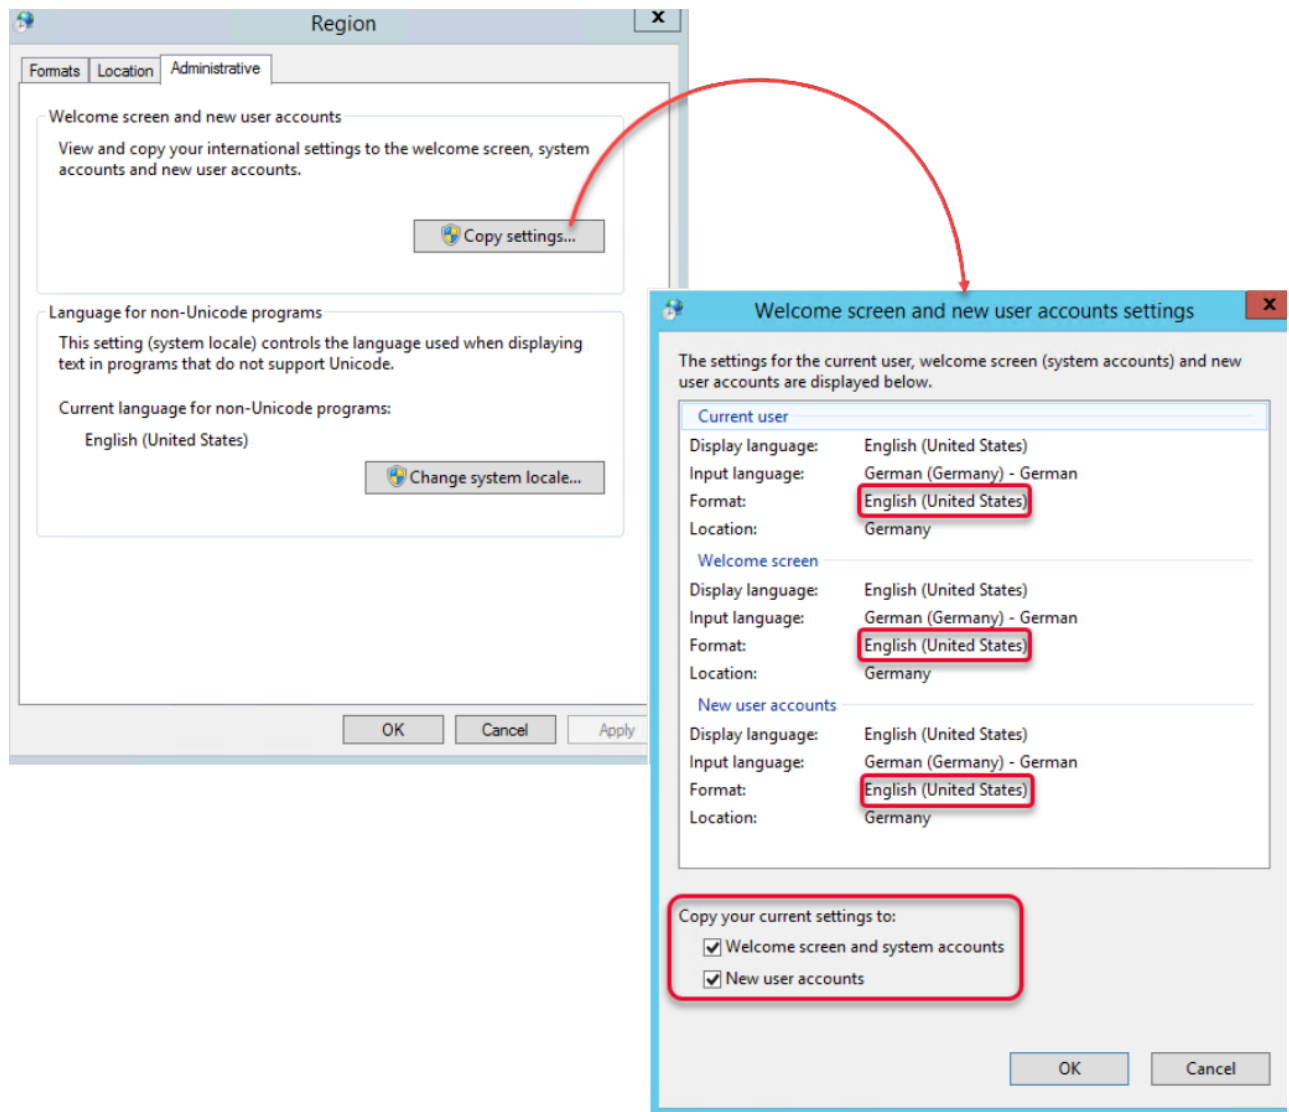 Region
x
Formats Location Administrative
Welcome screen and new user accounts
View and copy your international settings to the welcome screen, system
accounts and new user accounts.
Copy settings...
Language for non-Unicode programs
This setting (system locale) controls the language used when displaying
text in programs that do not support Unicode.
Current language for non-Unicode programs:
English (United States)
Change system locale...
OK Cancel Apply
Welcome screen and new user accounts settings
x
The settings for the current user, welcome screen (system accounts) and new
user accounts are displayed below.
Current user
Display language: English (United States)
Input language: German (Germany) - German
Format: English (United States)
Location: Germany
Welcome screen
Display language: English (United States)
Input language: German (Germany) - German
Format: English (United States)
Location: Germany
New user accounts
Display language: English (United States)
Input language: German (Germany) - German
Format: English (United States)
Location: Germany
Copy your current settings to:
Welcome screen and system accounts
New user accounts
OK Cancel